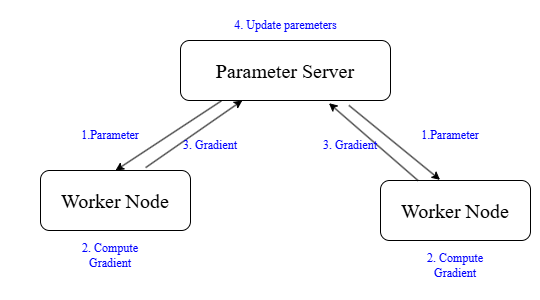 4. Update paremeters
Parameter Server
1.Parameter
3. Gradient
3. Gradient
1.Parameter
Worker Node
Worker Node
2. Compute
Gradient
2. Compute
Gradient